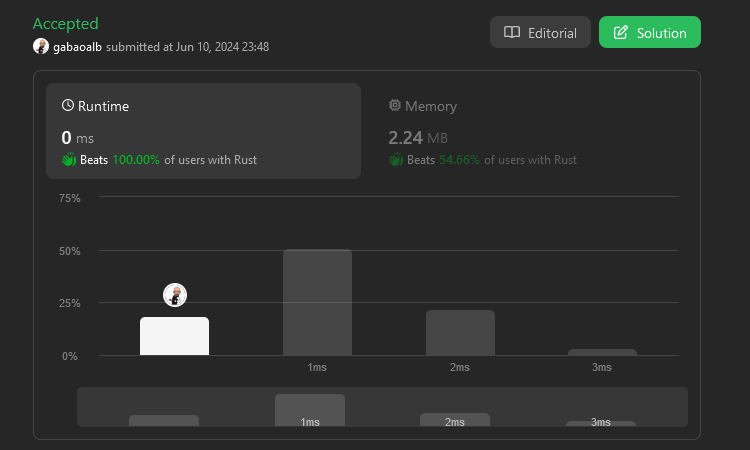 Accepted
Editorial
Solution
gabaoalb submitted at Jun 10, 2024 23:48
Runtime
Memory
0 ms
2.24 MB
Beats 100.00% of users with Rust
Beats 54.66% of users with Rust
75%
50%
25%
0%
1ms 2ms 3ms
1ms 2ms 3ms